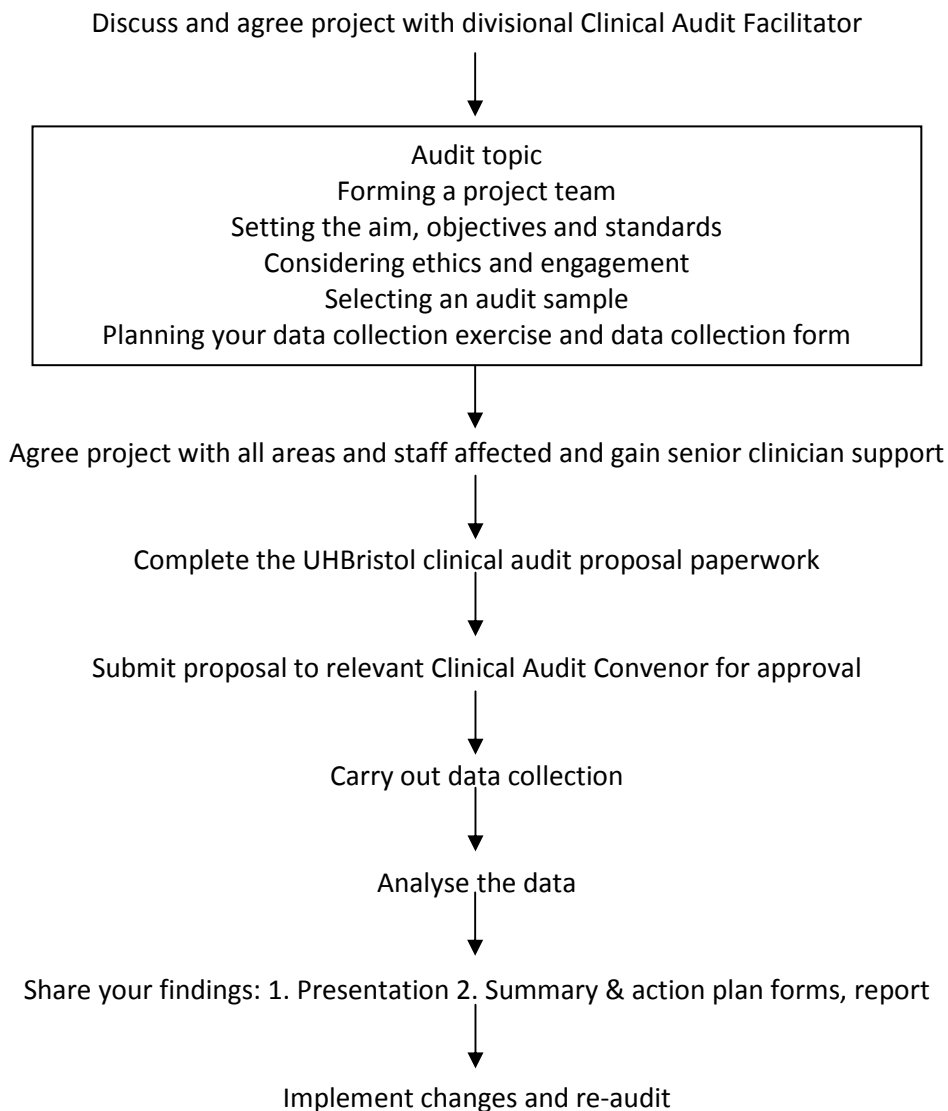 Discuss and agree project with divisional Clinical Audit Facilitator
Audit topic
Forming a project team
Setting the aim, objectives and standards
Considering ethics and engagement
Selecting an audit sample
Planning your data collection exercise and data collection form
Agree project with all areas and staff affected and gain senior clinician support
Complete the UHBristol clinical audit proposal paperwork
Submit proposal to relevant Clinical Audit Convenor for approval
Carry out data collection
Analyse the data
Share your findings: 1. Presentation 2. Summary & action plan forms, report
Implement changes and re-audit